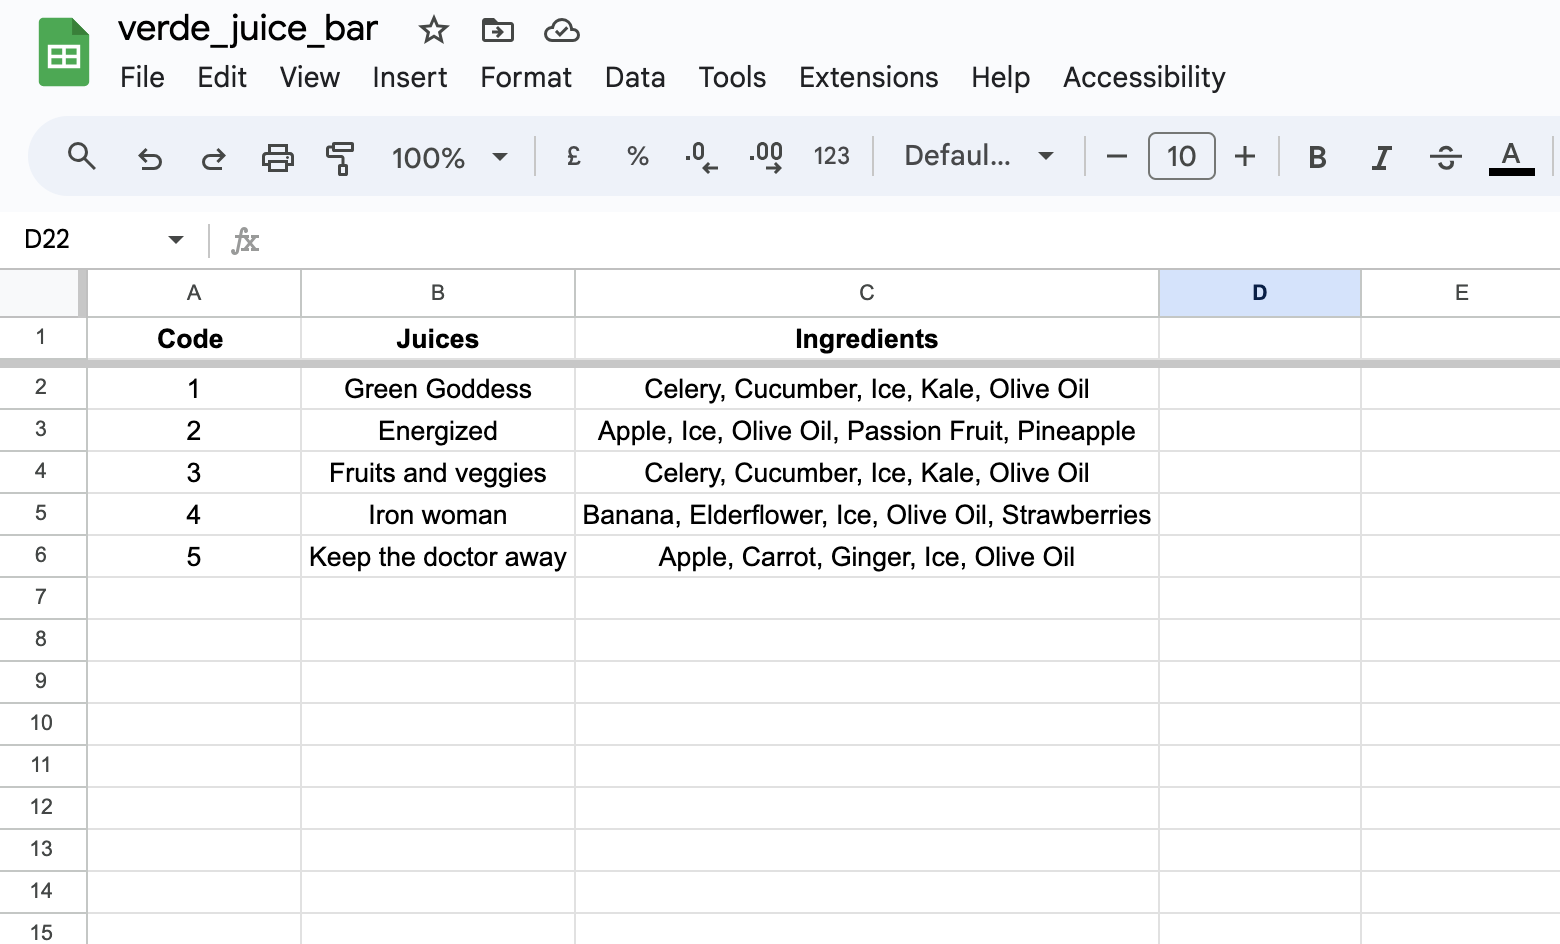 verde_juice_bar
File Edit View Insert Format Data Tools Extensions Help Accessibility
100% £ % .0 .00 123 Defaul... 10 B I S A
D22 fx
A B C D E
1 Code Juices Ingredients
2 1 Green Goddess Celery, Cucumber, Ice, Kale, Olive Oil
3 2 Energized Apple, Ice, Olive Oil, Passion Fruit, Pineapple
4 3 Fruits and veggies Celery, Cucumber, Ice, Kale, Olive Oil
5 4 Iron woman Banana, Elderflower, Ice, Olive Oil, Strawberries
6 5 Keep the doctor away Apple, Carrot, Ginger, Ice, Olive Oil
7
8
9
10
11
12
13
14
15